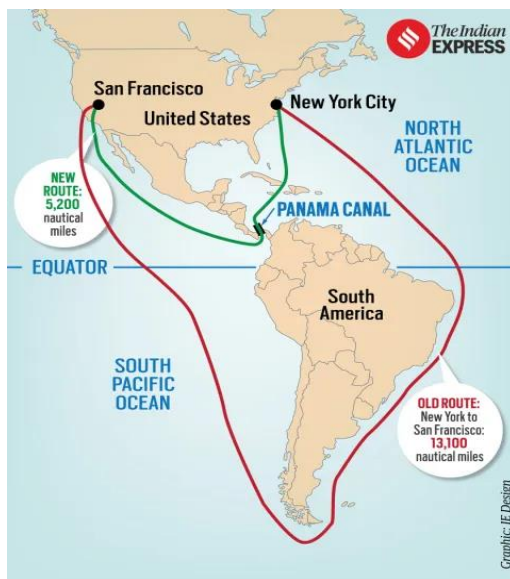 The Indian
EXPRESS
San Francisco
United States
New York City
NORTH
ATLANTIC
OCEAN
NEW
ROUTE:
5,200
nautical
miles
PANAMA CANAL
EQUATOR
South
America
SOUTH
PACIFIC
OCEAN
OLD ROUTE:
New York to
San Francisco:
13,100
nautical miles
Graphic: IE Design